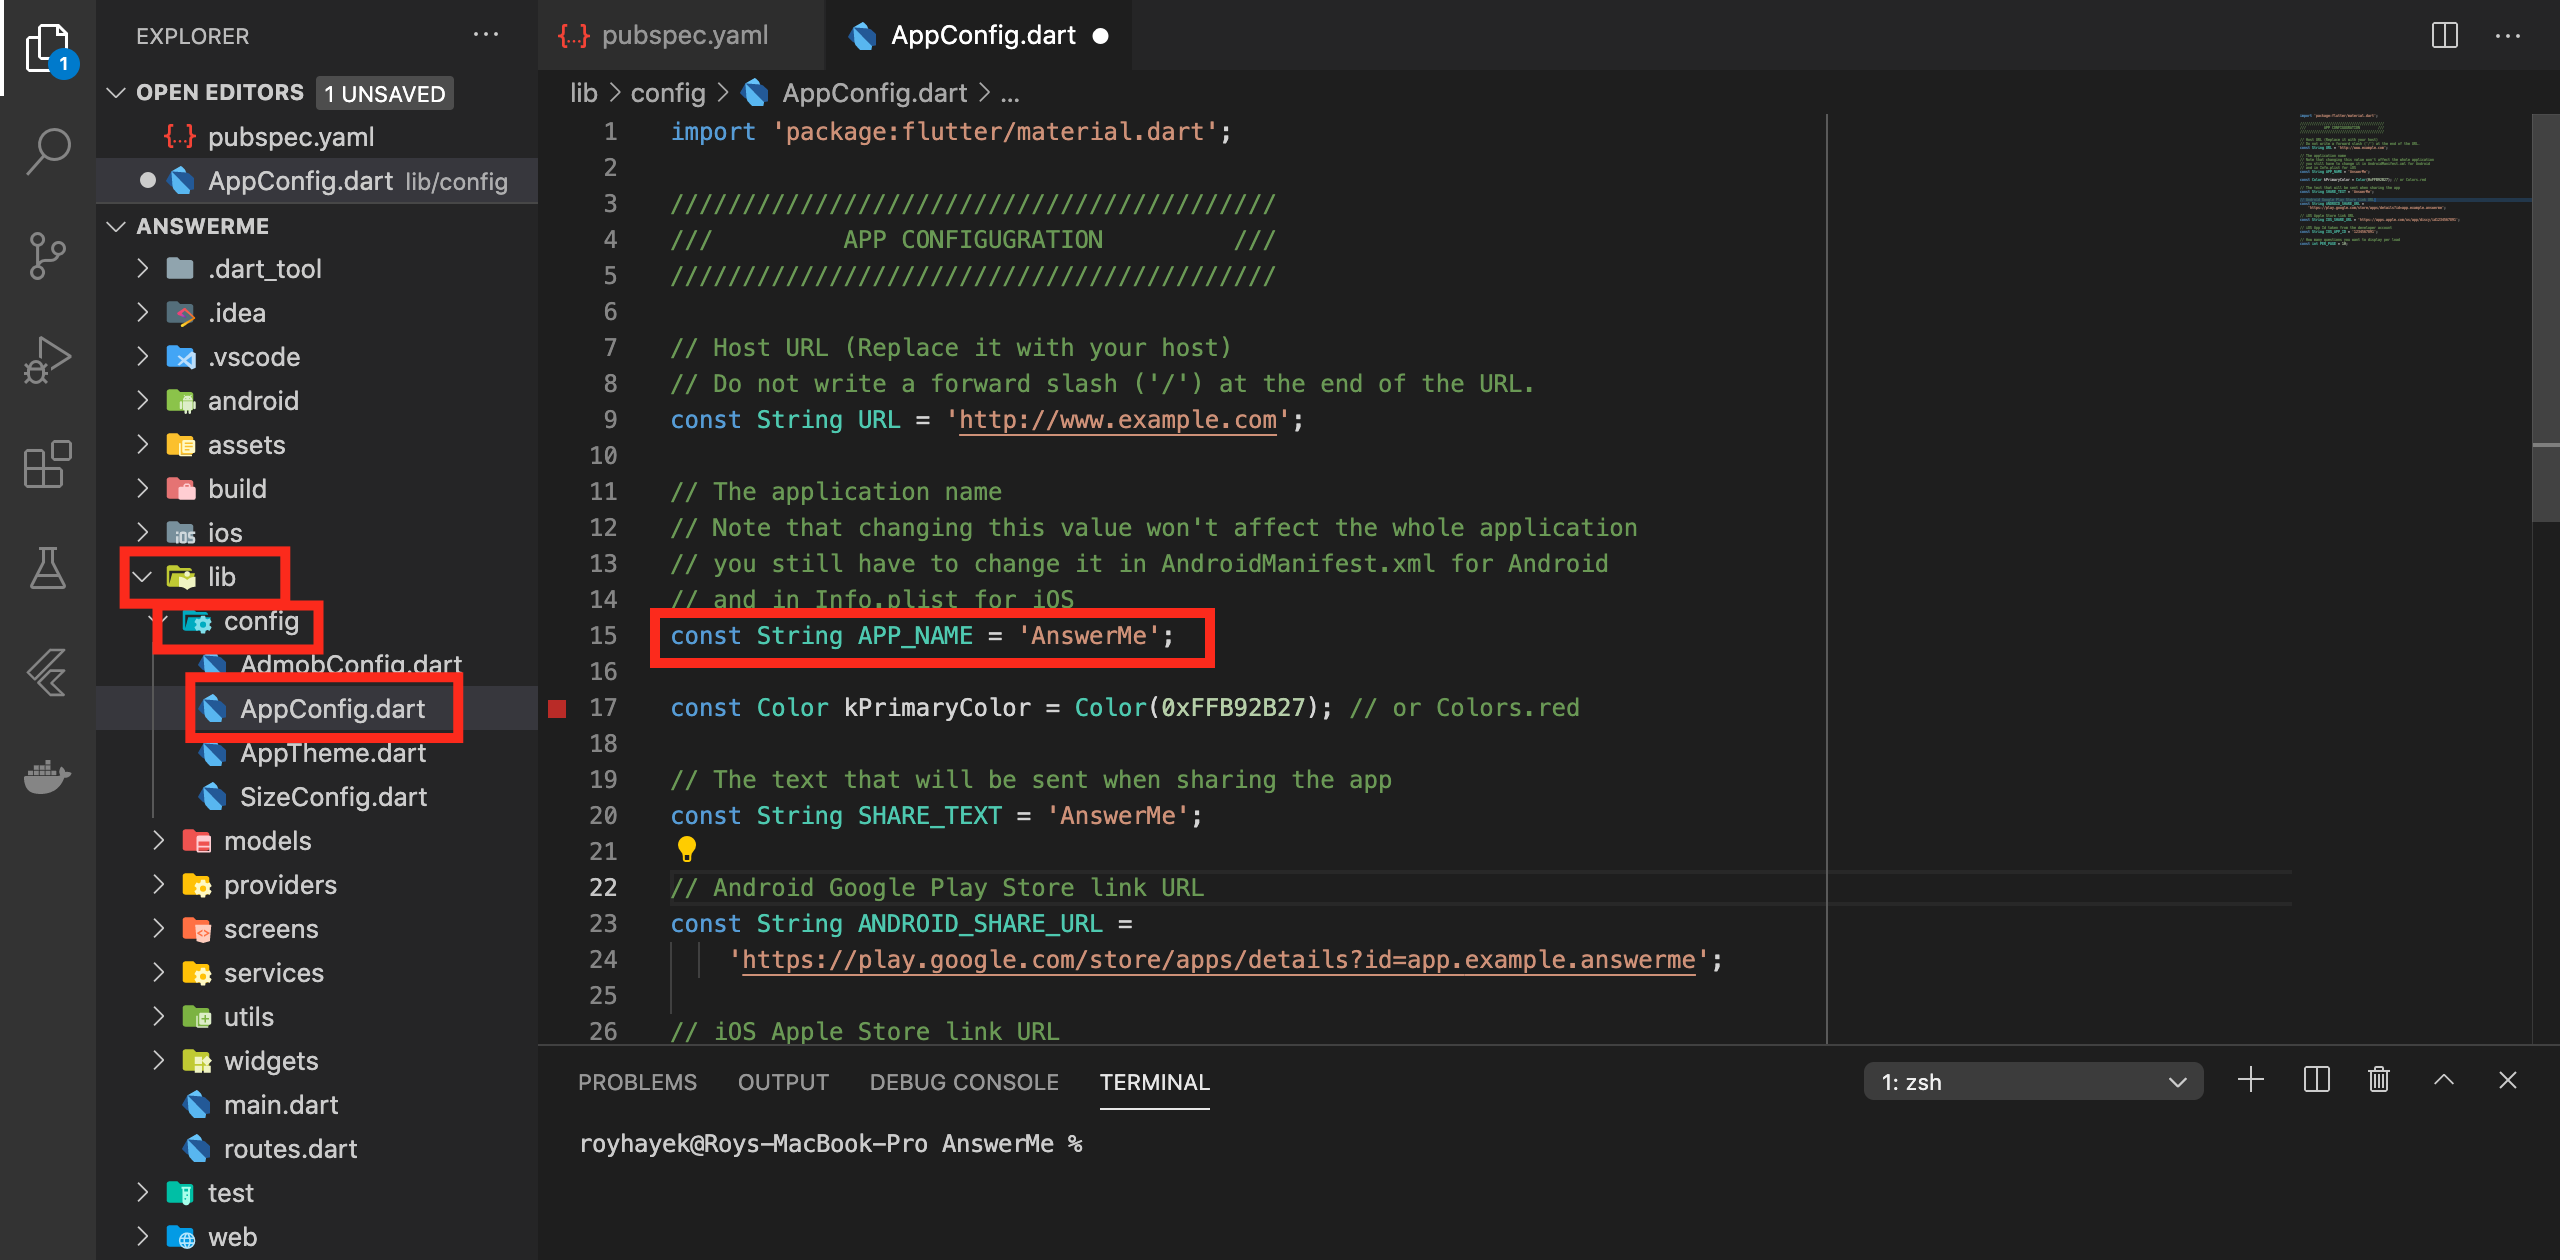 1
EXPLORER
OPEN EDITORS 1 UNSAVED
{...} pubspec.yaml
AppConfig.dart lib/config
ANSWERME
.dart_tool
.idea
.vscode
android
assets
build
ios
lib
config
AdmobConfig.dart
AppConfig.dart
AppTheme.dart
SizeConfig.dart
models
providers
screens
services
utils
widgets
main.dart
routes.dart
test
web
{...} pubspec.yaml AppConfig.dart
lib > config > AppConfig.dart > ...
1 import 'package:flutter/material.dart';
2
3 //////////////////////////////////////////
4 ///         APP CONFIGUGRATION         ///
5 //////////////////////////////////////////
6
7 // Host URL (Replace it with your host)
8 // Do not write a forward slash ('/') at the end of the URL.
9 const String URL = 'http://www.example.com';
10
11 // The application name
12 // Note that changing this value won't affect the whole application
13 // you still have to change it in AndroidManifest.xml for Android
14 // and in Info.plist for iOS
15 const String APP_NAME = 'AnswerMe';
16
17 const Color kPrimaryColor = Color(0xFFB92B27); // or Colors.red
18
19 // The text that will be sent when sharing the app
20 const String SHARE_TEXT = 'AnswerMe';
21
22 // Android Google Play Store link URL
23 const String ANDROID_SHARE_URL =
24     'https://play.google.com/store/apps/details?id=app.example.answerme';
25
26 // iOS Apple Store link URL
PROBLEMS OUTPUT DEBUG CONSOLE TERMINAL 1: zsh
royhayek@Roys-MacBook-Pro AnswerMe %